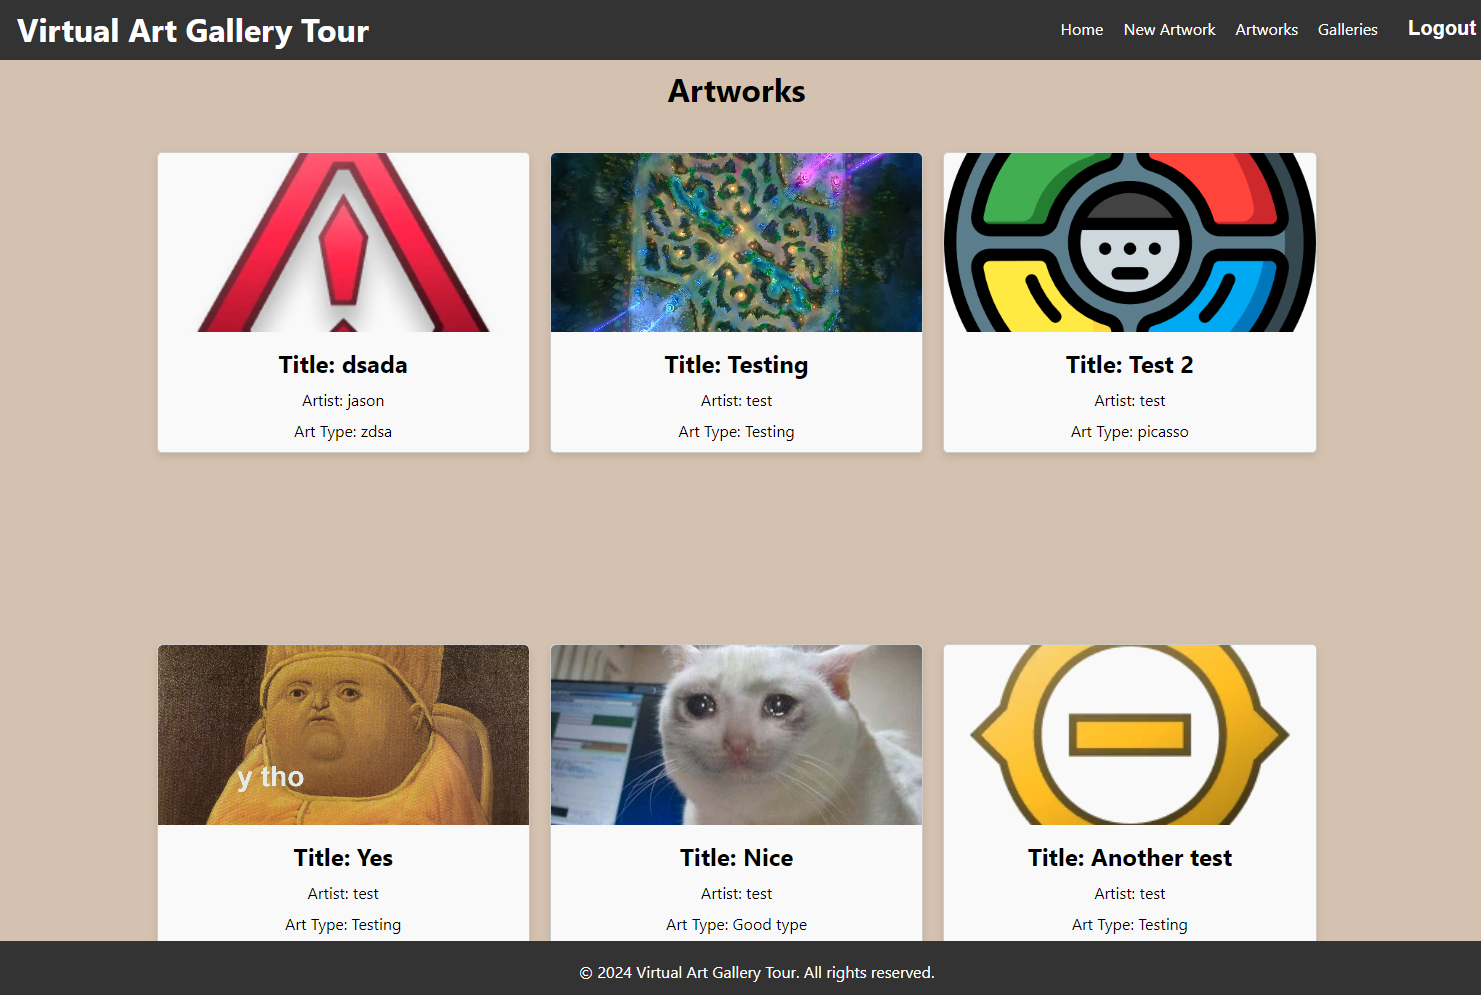 Virtual Art Gallery Tour
Home New Artwork Artworks Galleries Logout
Artworks
Title: dsada
Artist: jason
Art Type: zdsa
Title: Testing
Artist: test
Art Type: Testing
Title: Test 2
Artist: test
Art Type: picasso
y tho
Title: Yes
Artist: test
Art Type: Testing
Title: Nice
Artist: test
Art Type: Good type
Title: Another test
Artist: test
Art Type: Testing
© 2024 Virtual Art Gallery Tour. All rights reserved.